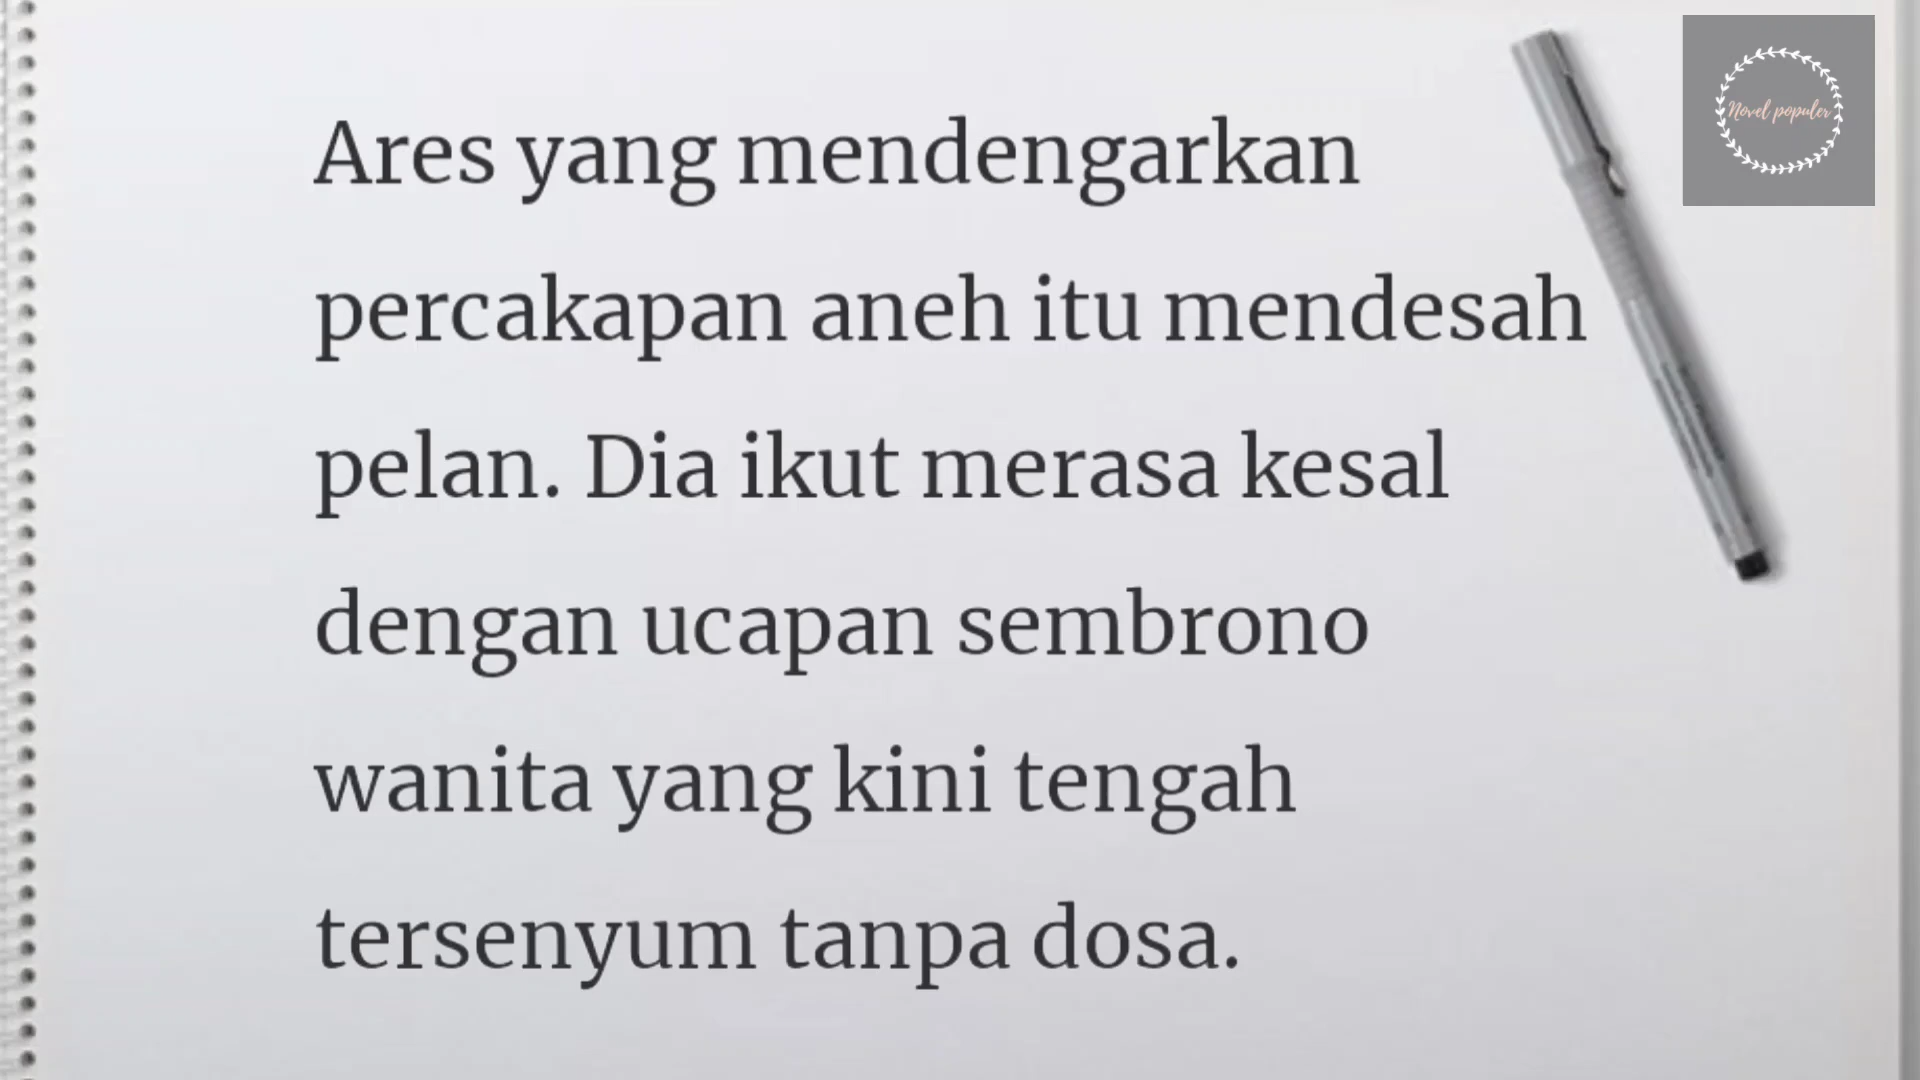 Ares yang mendengarkan
percakapan aneh itu mendesah
pelan. Dia ikut merasa kesal
dengan ucapan sembrono
wanita yang kini tengah
tersenyum tanpa dosa.
Novel populer